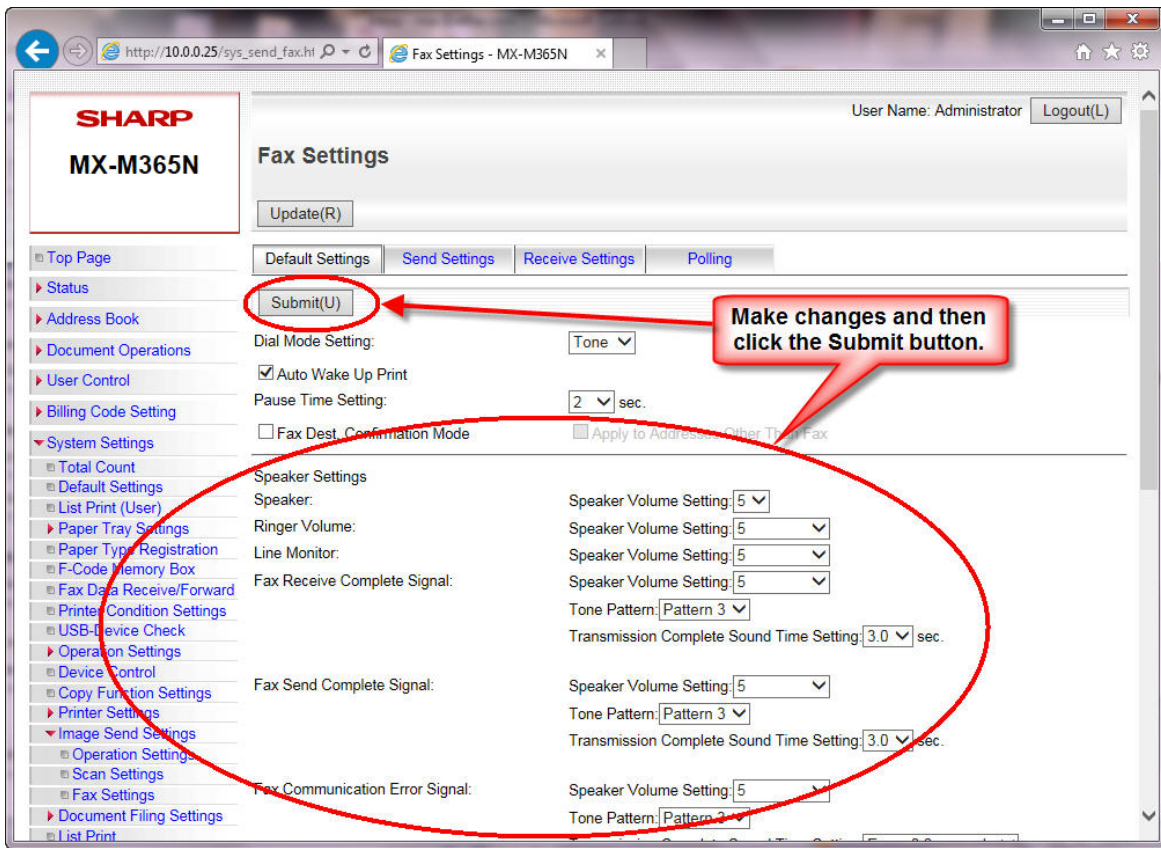 http://10.0.0.25/sys_send_fax.ht
Fax Settings - MX-M365N
SHARP
MX-M365N
User Name: Administrator
Logout(L)
Fax Settings
Update(R)
Top Page
Status
Address Book
Document Operations
User Control
Billing Code Setting
System Settings
Total Count
Default Settings
List Print (User)
Paper Tray Settings
Paper Type Registration
F-Code Memory Box
Fax Data Receive/Forward
Printer Condition Settings
USB-Device Check
Operation Settings
Device Control
Copy Function Settings
Printer Settings
Image Send Settings
Operation Settings
Scan Settings
Fax Settings
Document Filing Settings
List Print
Default Settings Send Settings Receive Settings Polling
Submit(U)
Make changes and then
click the Submit button.
Dial Mode Setting: Tone
Auto Wake Up Print
Pause Time Setting: 2 sec.
Fax Dest. Confirmation Mode Apply to Addresses Other Than Fax
Speaker Settings
Speaker: Speaker Volume Setting: 5
Ringer Volume: Speaker Volume Setting: 5
Line Monitor: Speaker Volume Setting: 5
Fax Receive Complete Signal: Speaker Volume Setting: 5
Tone Pattern: Pattern 3
Transmission Complete Sound Time Setting: 3.0 sec.
Fax Send Complete Signal: Speaker Volume Setting: 5
Tone Pattern: Pattern 3
Transmission Complete Sound Time Setting: 3.0 sec.
Fax Communication Error Signal: Speaker Volume Setting: 5
Tone Pattern: Pattern 3